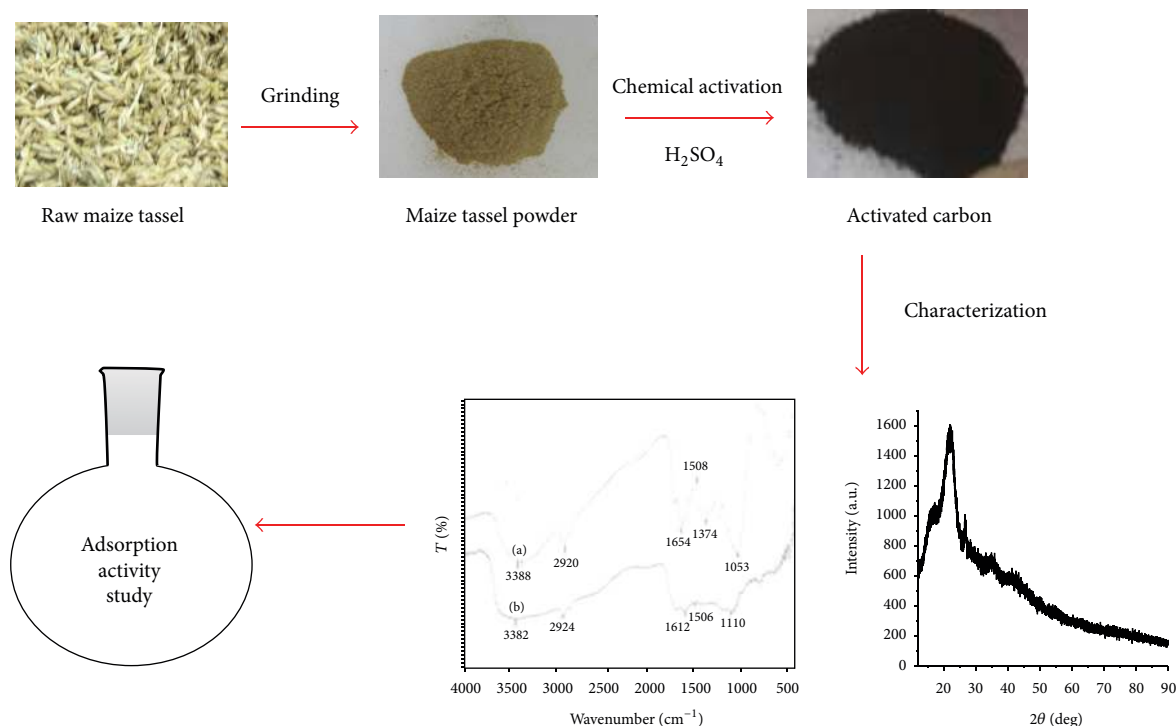 Grinding
Chemical activation
H₂SO₄
Raw maize tassel
Maize tassel powder
Activated carbon
Characterization
Adsorption
activity
study
T (%)
(a)
3388
2920
1654
1508
1374
1053
(b)
3382
2924
1612
1506
1110
4000 3500 3000 2500 2000 1500 1000 500
Wavenumber (cm⁻¹)
Intensity (a.u.)
1600
1400
1200
1000
800
600
400
200
0
20 30 40 50 60 70 80 90
2θ (deg)